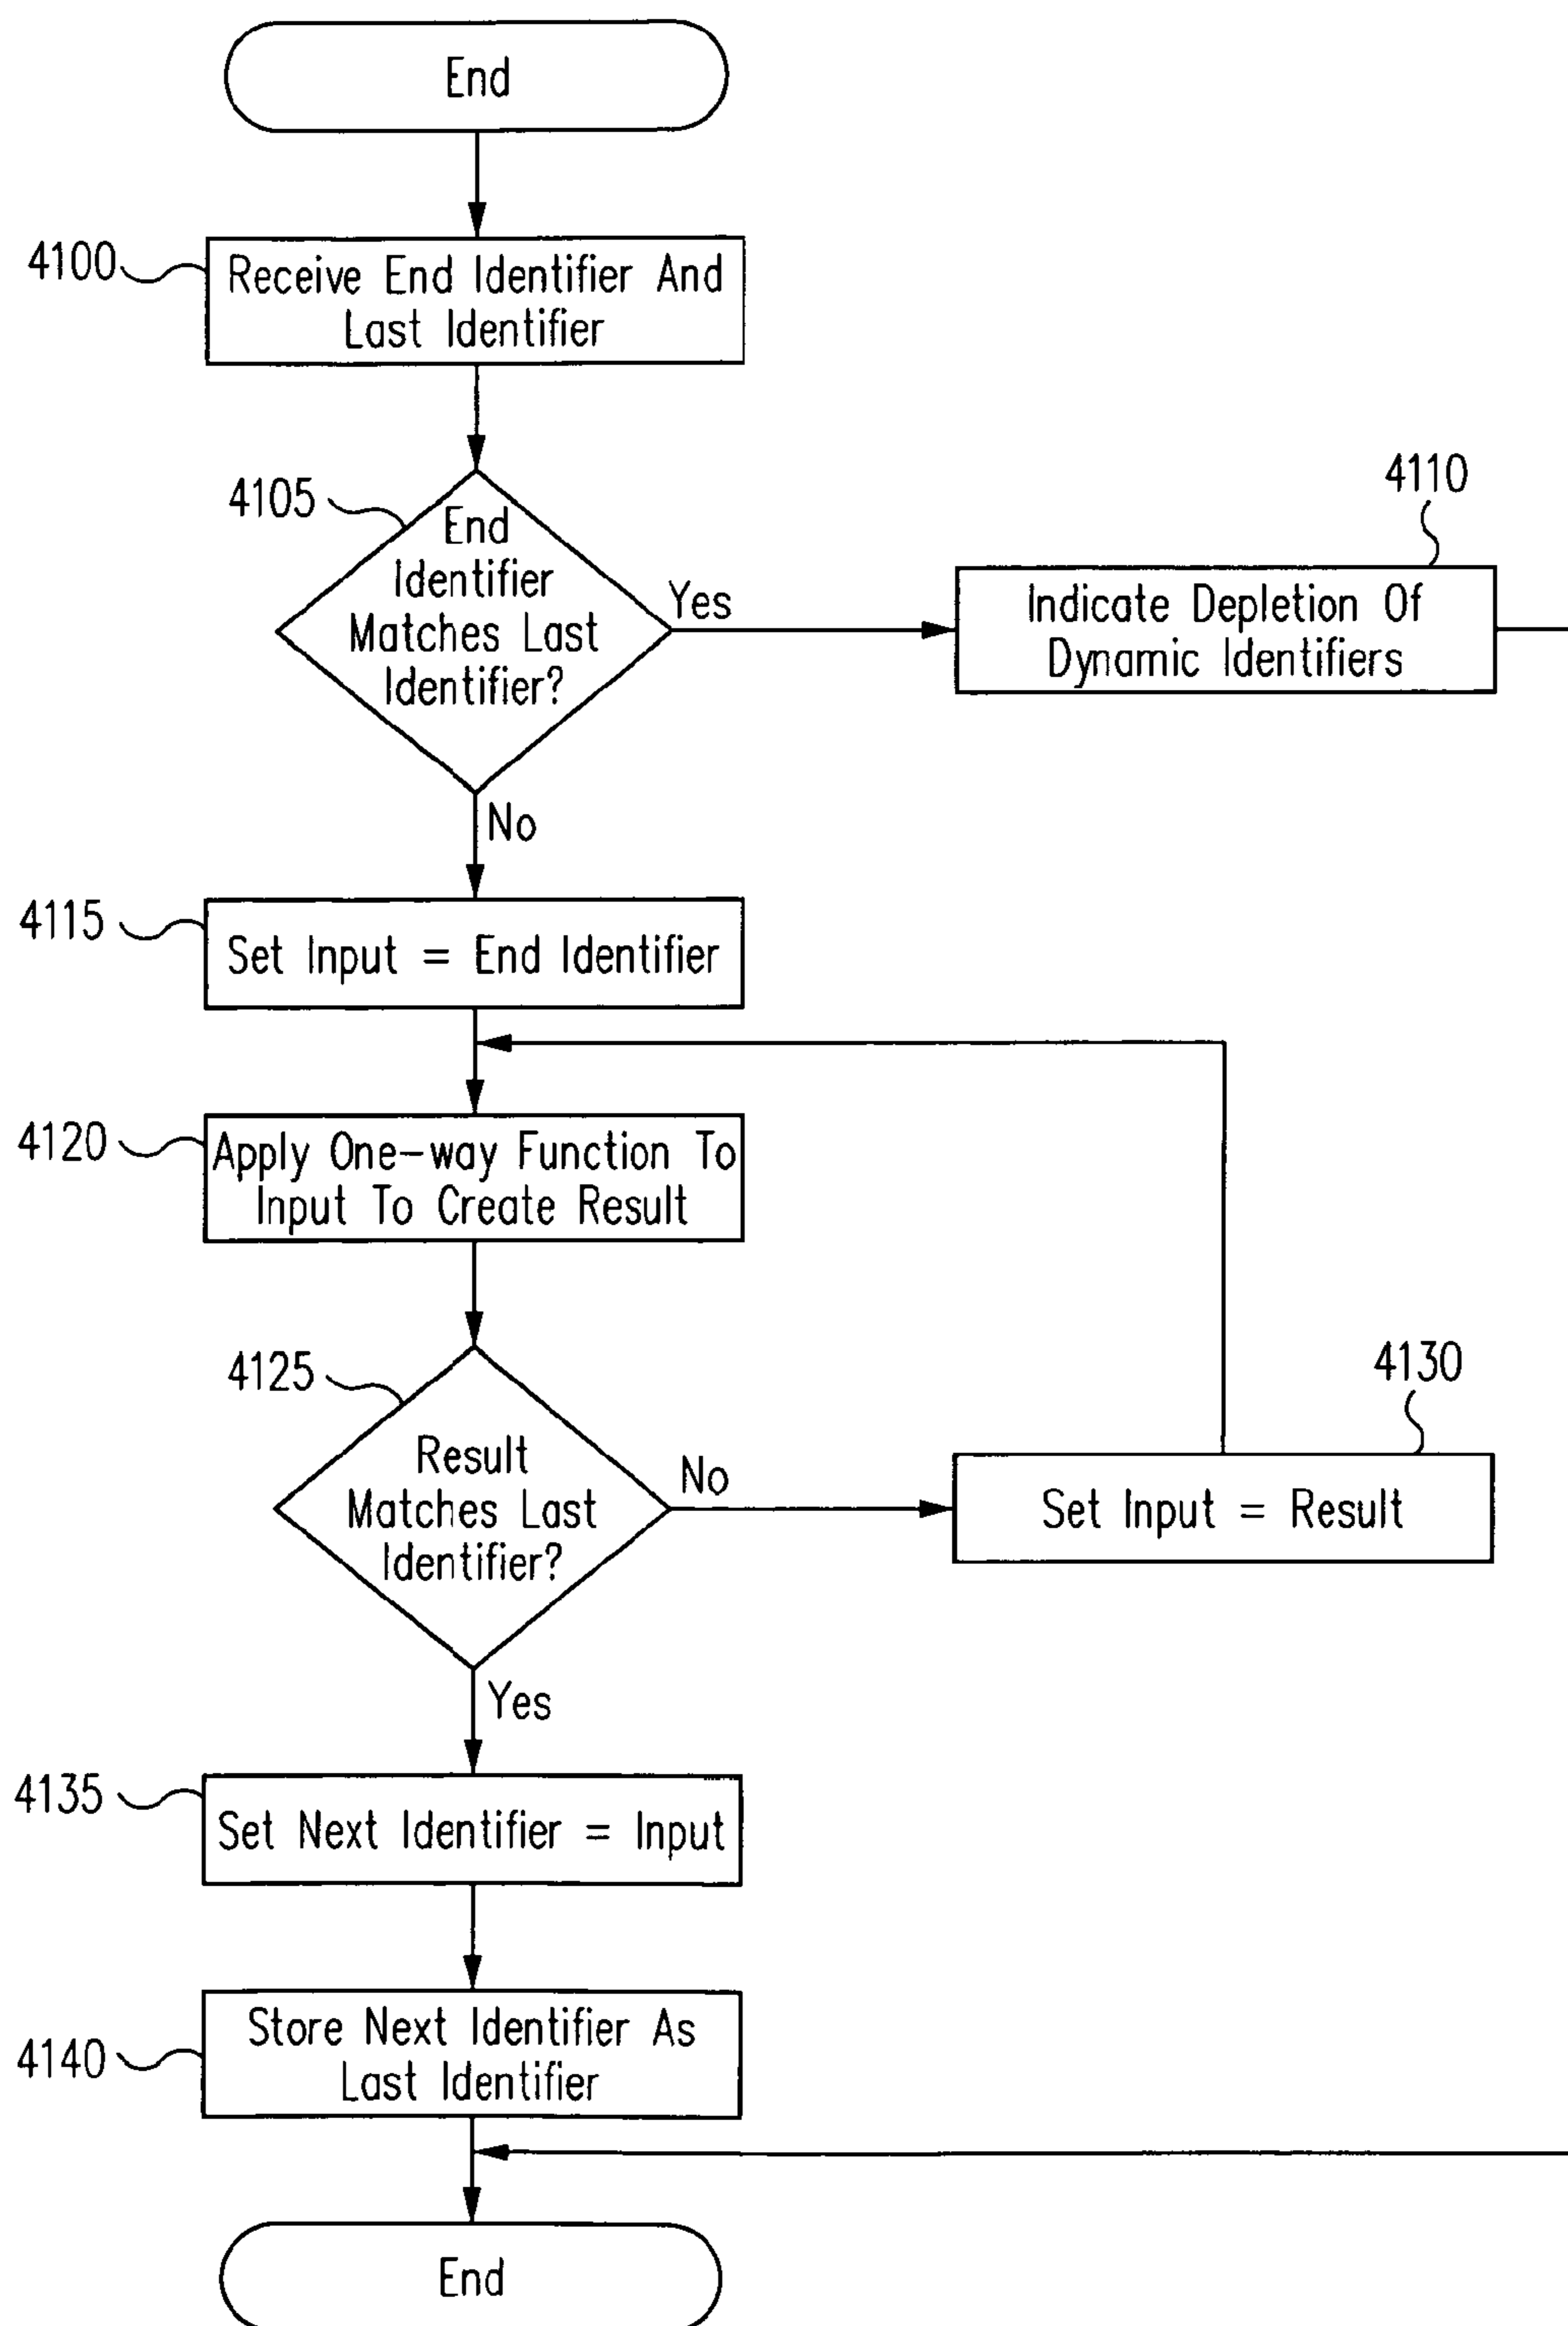 End
4100
Receive End Identifier And
Last Identifier
4105
End
Identifier
Matches Last
Identifier?
Yes
4110
Indicate Depletion Of
Dynamic Identifiers
No
4115
Set Input = End Identifier
4120
Apply One-way Function To
Input To Create Result
4125
Result
Matches Last
Identifier?
No
4130
Set Input = Result
Yes
4135
Set Next Identifier = Input
4140
Store Next Identifier As
Last Identifier
End